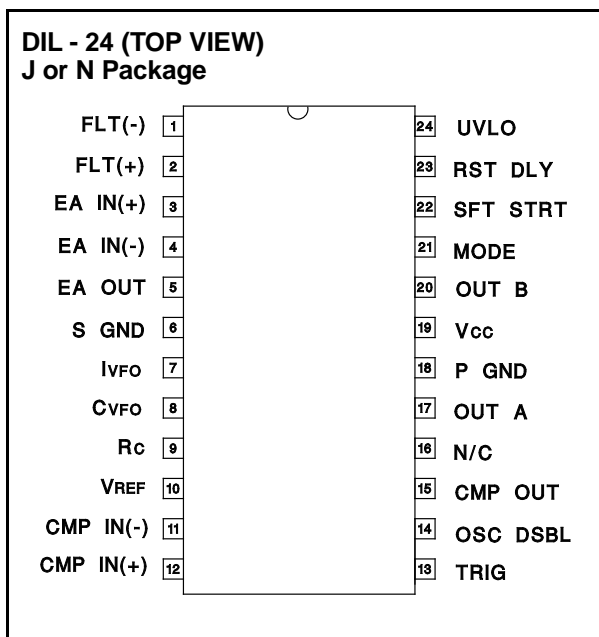 DIL - 24 (TOP VIEW)
J or N Package
FLT(-) 1
FLT(+) 2
EA IN(+) 3
EA IN(-) 4
EA OUT 5
S GND 6
IVFO 7
CVFO 8
RC 9
VREF 10
CMP IN(-) 11
CMP IN(+) 12
24 UVLO
23 RST DLY
22 SFT STRT
21 MODE
20 OUT B
19 Vcc
18 P GND
17 OUT A
16 N/C
15 CMP OUT
14 OSC DSBL
13 TRIG